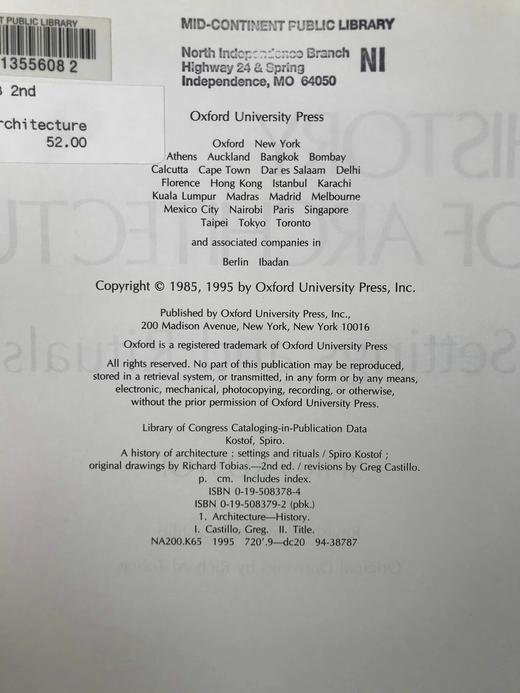 T PUBLIC LIBRARY
1355608 2
2nd
rchitecture
52.00
MID-CONTINENT PUBLIC LIBRARY
North Independence Branch
Highway 24 & Spring
Independence, MO 64050
NI
Oxford University Press
Oxford New York
Athens Auckland Bangkok Bombay
Calcutta Cape Town Dar es Salaam Delhi
Florence Hong Kong Istanbul Karachi
Kuala Lumpur Madras Madrid Melbourne
Mexico City Nairobi Paris Singapore
Taipei Tokyo Toronto
and associated companies in
Berlin Ibadan
Copyright © 1985, 1995 by Oxford University Press, Inc.
Published by Oxford University Press, Inc.,
200 Madison Avenue, New York, New York 10016
Oxford is a registered trademark of Oxford University Press
All rights reserved. No part of this publication may be reproduced,
stored in a retrieval system, or transmitted, in any form or by any means,
electronic, mechanical, photocopying, recording, or otherwise,
without the prior permission of Oxford University Press.
Library of Congress Cataloging-in-Publication Data
Kostof, Spiro.
A history of architecture : settings and rituals / Spiro Kostof ;
original drawings by Richard Tobias.—2nd ed. / revisions by Greg Castillo.
p. cm. Includes index.
ISBN 0-19-508378-4
ISBN 0-19-508379-2 (pbk.)
1. Architecture—History.
I. Castillo, Greg. II. Title.
NA200.K65 1995 720'.9—dc20 94-38787